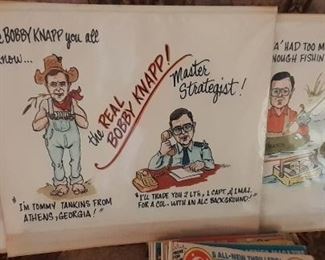 BOBBY KNAPP you all
know...
the REAL
BOBBY KNAPP!
Master
Strategist!
"I'M TOMMY TANKINS FROM
ATHENS, GEORGIA!"
"I'LL TRADE YOU 2 LTS, 1 CAPT, & 1 MAJ.
FOR A COL. WITH AN ALC BACKGROUND!"
HAD TOO M
NOUGH FISHIN'